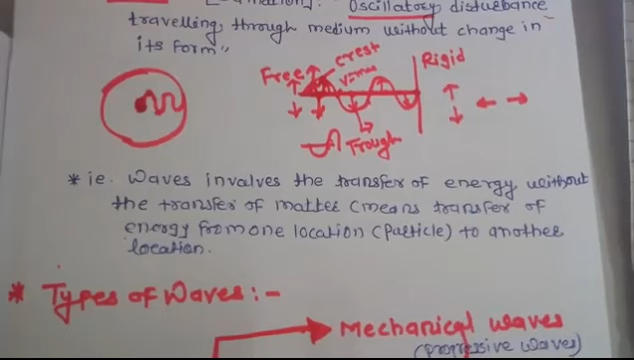 Oscillatory disturbance
travelling through medium without change in
its form"
Free crest Rigid
V=max
Trough
* ie. Waves involves the transfer of energy without
the transfer of matter (means transfer of
energy from one location (Particle) to another
location.
* Types of Waves:-
Mechanical waves
(progressive waves)